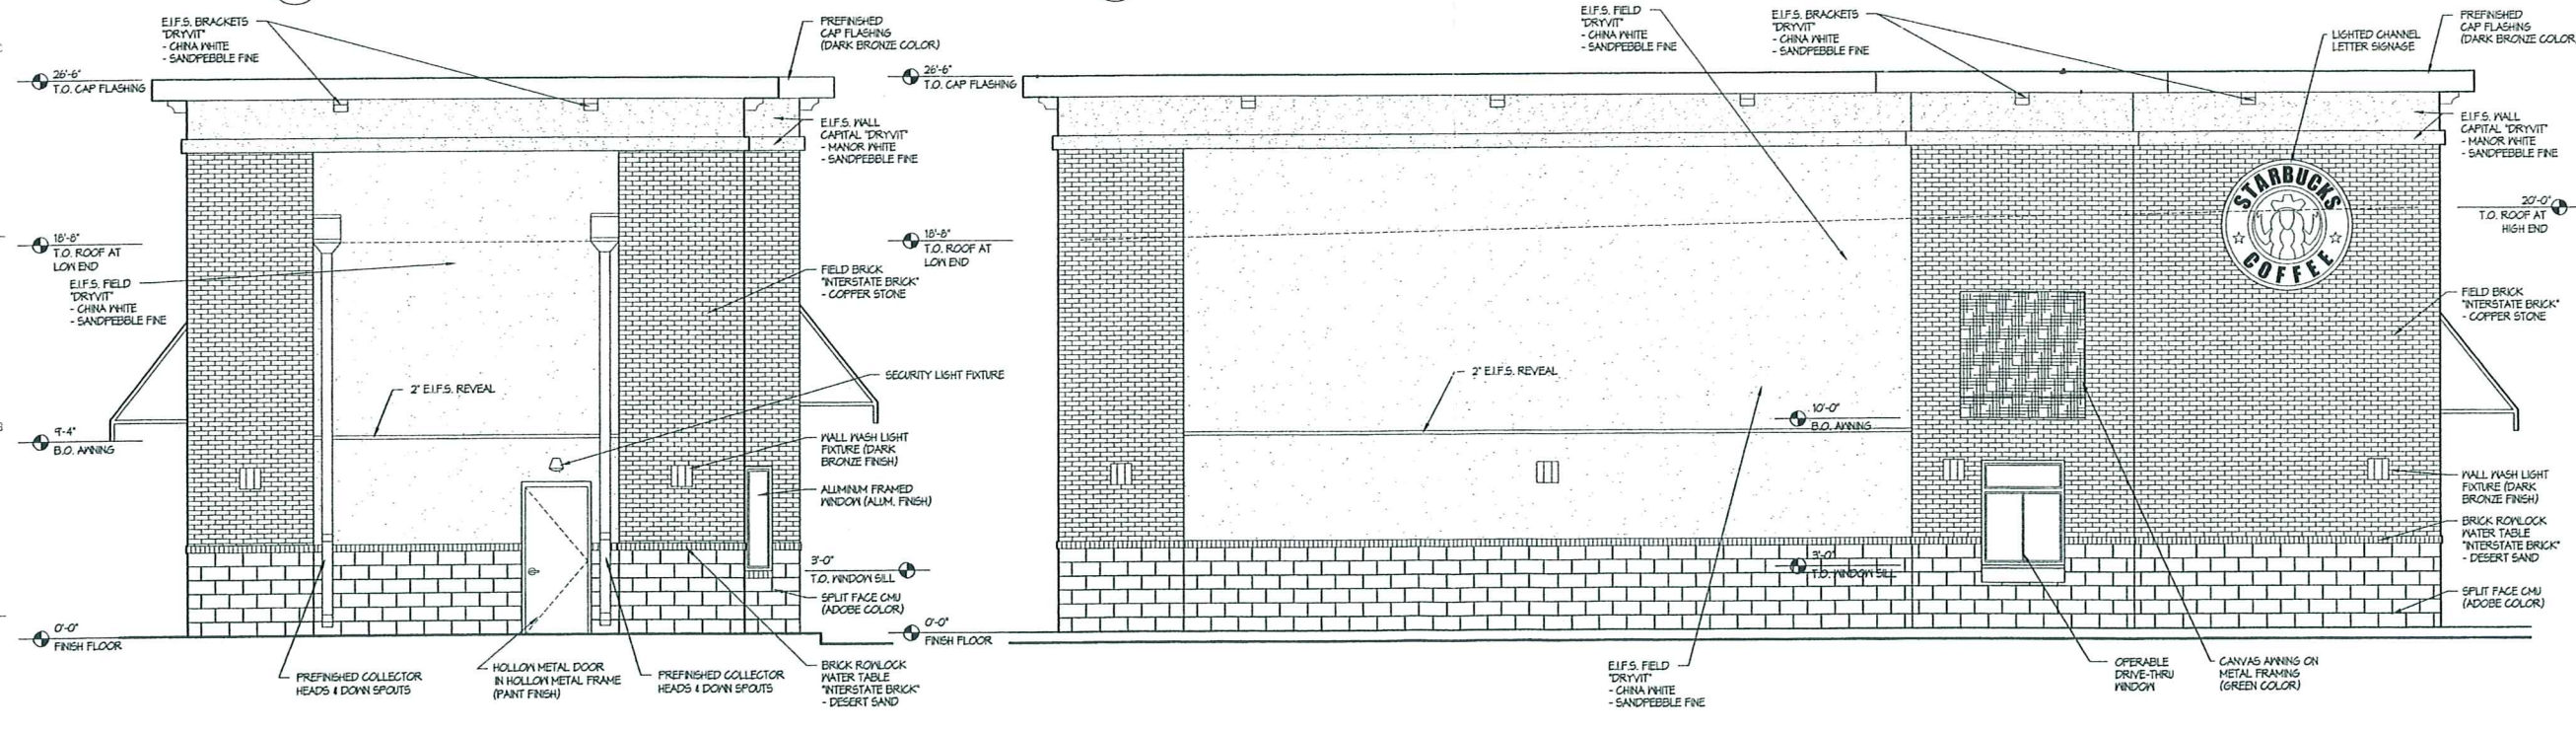 E.I.F.S. BRACKETS
"DRYVIT"
- CHINA WHITE
- SANDPEBBLE FINE
PREFINISHED
CAP FLASHING
(DARK BRONZE COLOR)
26'-6"
T.O. CAP FLASHING
E.I.F.S. WALL
CAPITAL "DRYVIT"
- MANOR WHITE
- SANDPEBBLE FINE
18'-8"
T.O. ROOF AT
LOW END
E.I.F.S. FIELD
"DRYVIT"
- CHINA WHITE
- SANDPEBBLE FINE
FIELD BRICK
"INTERSTATE BRICK"
- COPPER STONE
SECURITY LIGHT FIXTURE
2" E.I.F.S. REVEAL
9'-4"
B.O. AWNING
WALL WASH LIGHT
FIXTURE (DARK
BRONZE FINISH)
ALUMINUM FRAMED
WINDOW (ALUM. FINISH)
3'-0"
T.O. WINDOW SILL
SPLIT FACE CMU
(ADOBE COLOR)
0'-0"
FINISH FLOOR
PREFINISHED COLLECTOR
HEADS & DOWN SPOUTS
HOLLOW METAL DOOR
IN HOLLOW METAL FRAME
(PAINT FINISH)
PREFINISHED COLLECTOR
HEADS & DOWN SPOUTS
BRICK ROWLOCK
WATER TABLE
"INTERSTATE BRICK"
- DESERT SAND
E.I.F.S. FIELD
"DRYVIT"
- CHINA WHITE
- SANDPEBBLE FINE
E.I.F.S. BRACKETS
"DRYVIT"
- CHINA WHITE
- SANDPEBBLE FINE
LIGHTED CHANNEL
LETTER SIGNAGE
PREFINISHED
CAP FLASHING
(DARK BRONZE COLOR
26'-6"
T.O. CAP FLASHING
E.I.F.S. WALL
CAPITAL "DRYVIT"
- MANOR WHITE
- SANDPEBBLE FINE
STARBUCKS
COFFEE
20'-0"
T.O. ROOF AT
HIGH END
18'-8"
T.O. ROOF AT
LOW END
FIELD BRICK
"INTERSTATE BRICK"
- COPPER STONE
2" E.I.F.S. REVEAL
10'-0"
B.O. AWNING
WALL WASH LIGHT
FIXTURE (DARK
BRONZE FINISH)
BRICK ROWLOCK
WATER TABLE
"INTERSTATE BRICK"
- DESERT SAND
3'-0"
T.O. WINDOW SILL
SPLIT FACE CMU
(ADOBE COLOR)
0'-0"
FINISH FLOOR
E.I.F.S. FIELD
"DRYVIT"
- CHINA WHITE
- SANDPEBBLE FINE
OPERABLE
DRIVE-THRU
WINDOW
CANVAS AWNING ON
METAL FRAMING
(GREEN COLOR)